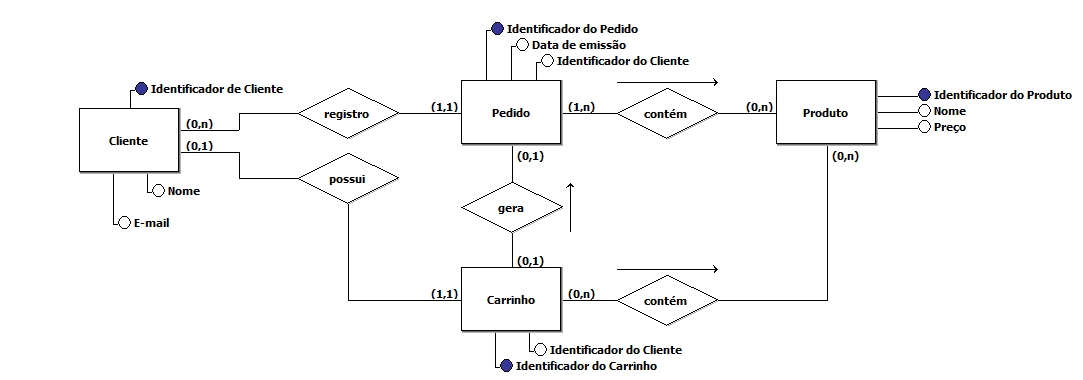 Identificador do Pedido
Data de emissão
Identificador do Cliente
Identificador de Cliente
Cliente
(0,n)
(0,1)
Nome
E-mail
registro
possui
(1,1)
Pedido
(1,n)
(0,1)
contém
(0,n)
Produto
(0,n)
Identificador do Produto
Nome
Preço
gera
(0,1)
(1,1)
Carrinho
(0,n)
contém
Identificador do Cliente
Identificador do Carrinho